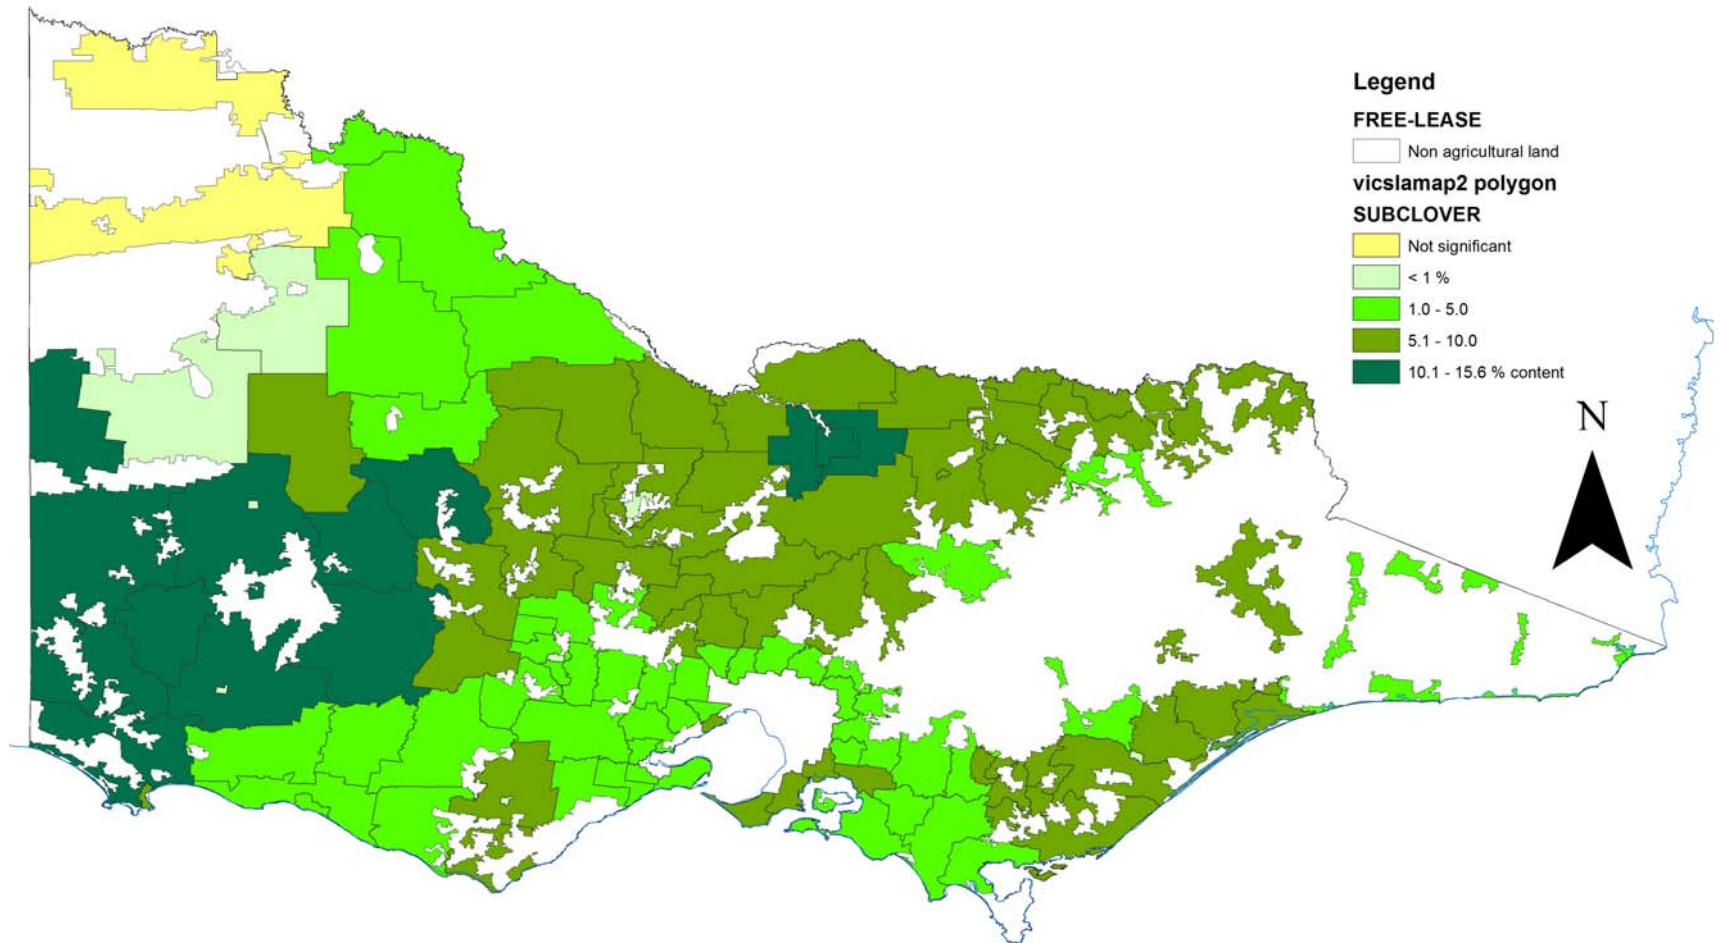 Legend
FREE-LEASE
Non agricultural land
vicslamap2 polygon
SUBCLOVER
Not significant
< 1 %
1.0 - 5.0
5.1 - 10.0
10.1 - 15.6 % content
N